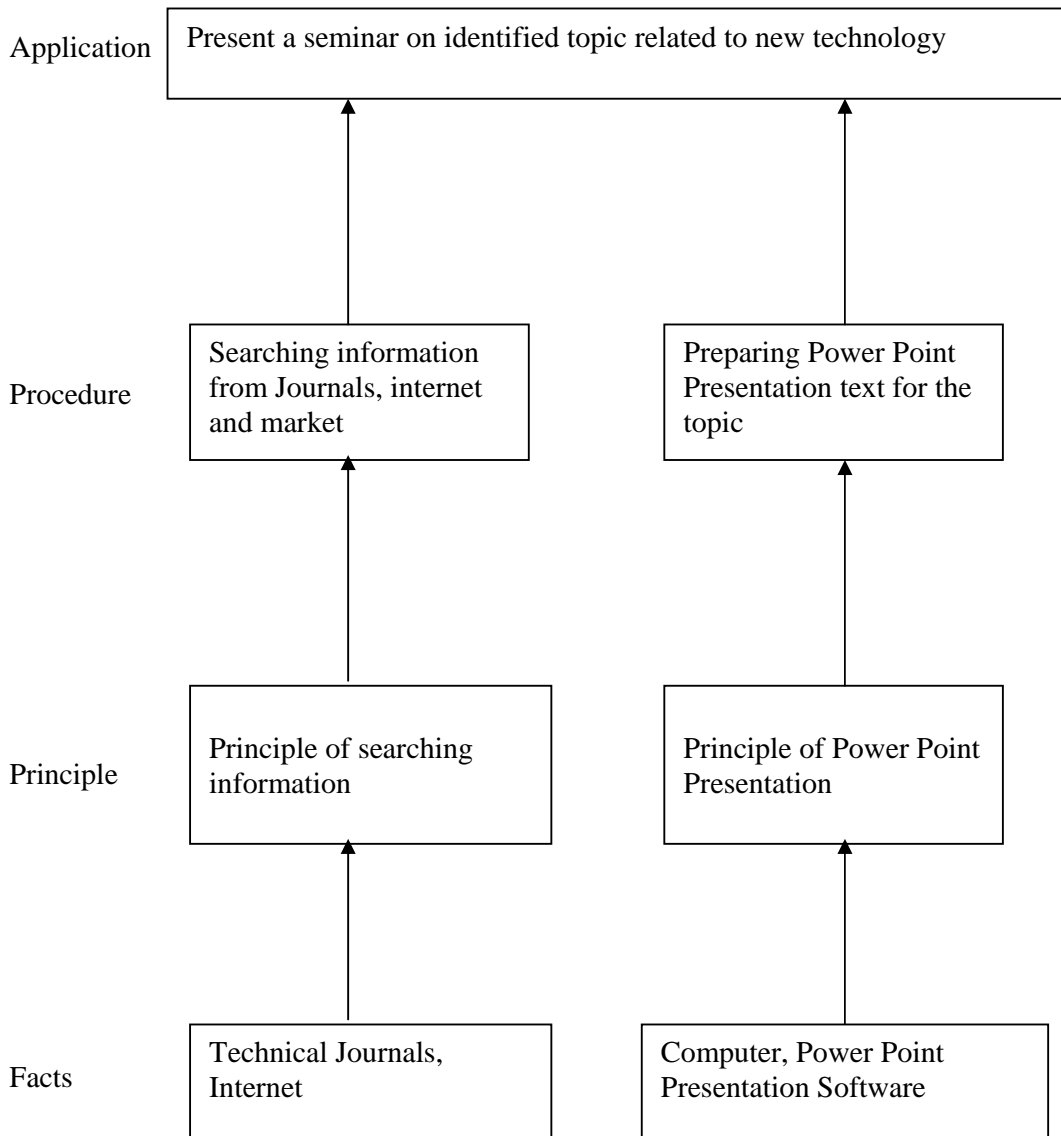 Application
Present a seminar on identified topic related to new technology
Procedure
Searching information
from Journals, internet
and market
Preparing Power Point
Presentation text for the
topic
Principle
Principle of searching
information
Principle of Power Point
Presentation
Facts
Technical Journals,
Internet
Computer, Power Point
Presentation Software